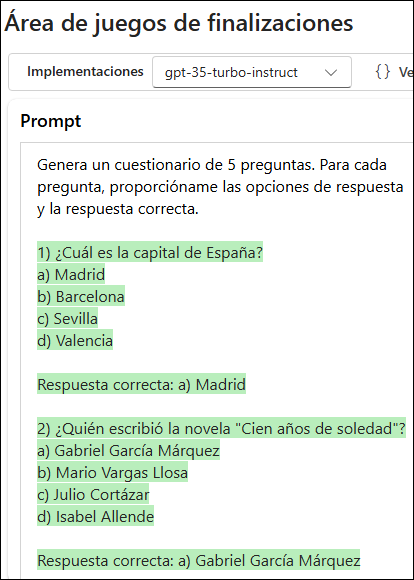 Área de juegos de finalizaciones
Implementaciones gpt-35-turbo-instruct {} Ve
Prompt
Genera un cuestionario de 5 preguntas. Para cada
pregunta, proporcióname las opciones de respuesta
y la respuesta correcta.
1) ¿Cuál es la capital de España?
a) Madrid
b) Barcelona
c) Sevilla
d) Valencia
Respuesta correcta: a) Madrid
2) ¿Quién escribió la novela "Cien años de soledad"?
a) Gabriel García Márquez
b) Mario Vargas Llosa
c) Julio Cortázar
d) Isabel Allende
Respuesta correcta: a) Gabriel García Márquez